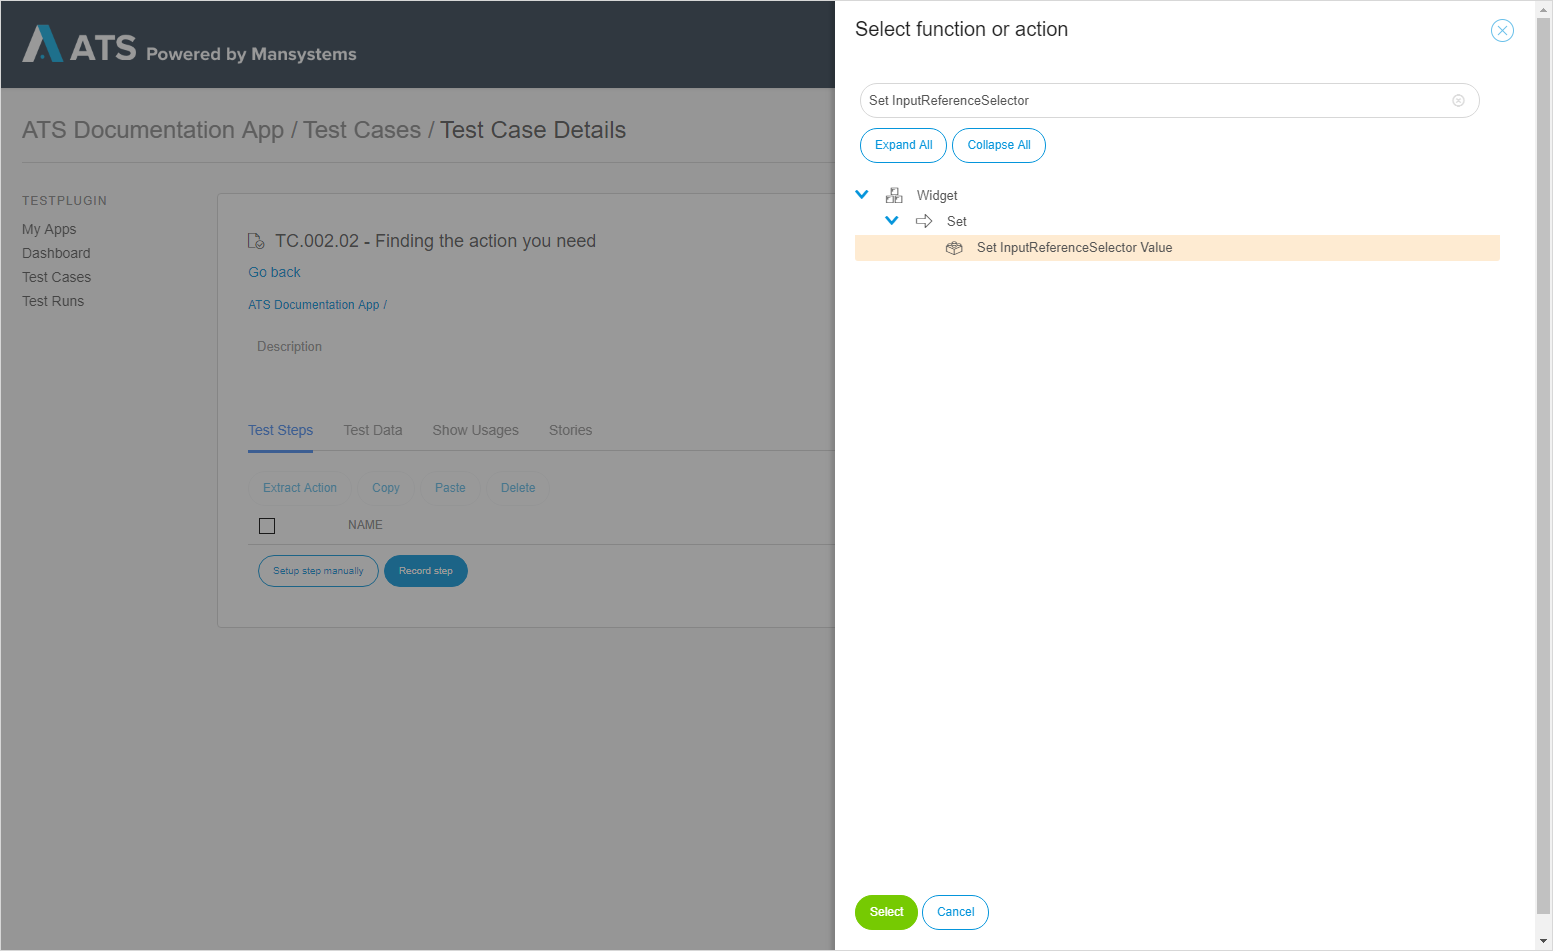 ATS Powered by Mansystems
ATS Documentation App / Test Cases / Test Case Details
TESTPLUGIN
My Apps
Dashboard
Test Cases
Test Runs
TC.002.02 - Finding the action you need
Go back
ATS Documentation App /
Description
Test Steps Test Data Show Usages Stories
Extract Action Copy Paste Delete
NAME
Setup step manually Record step
Select function or action
Set InputReferenceSelector
Expand All Collapse All
Widget
Set
Set InputReferenceSelector Value
Select Cancel